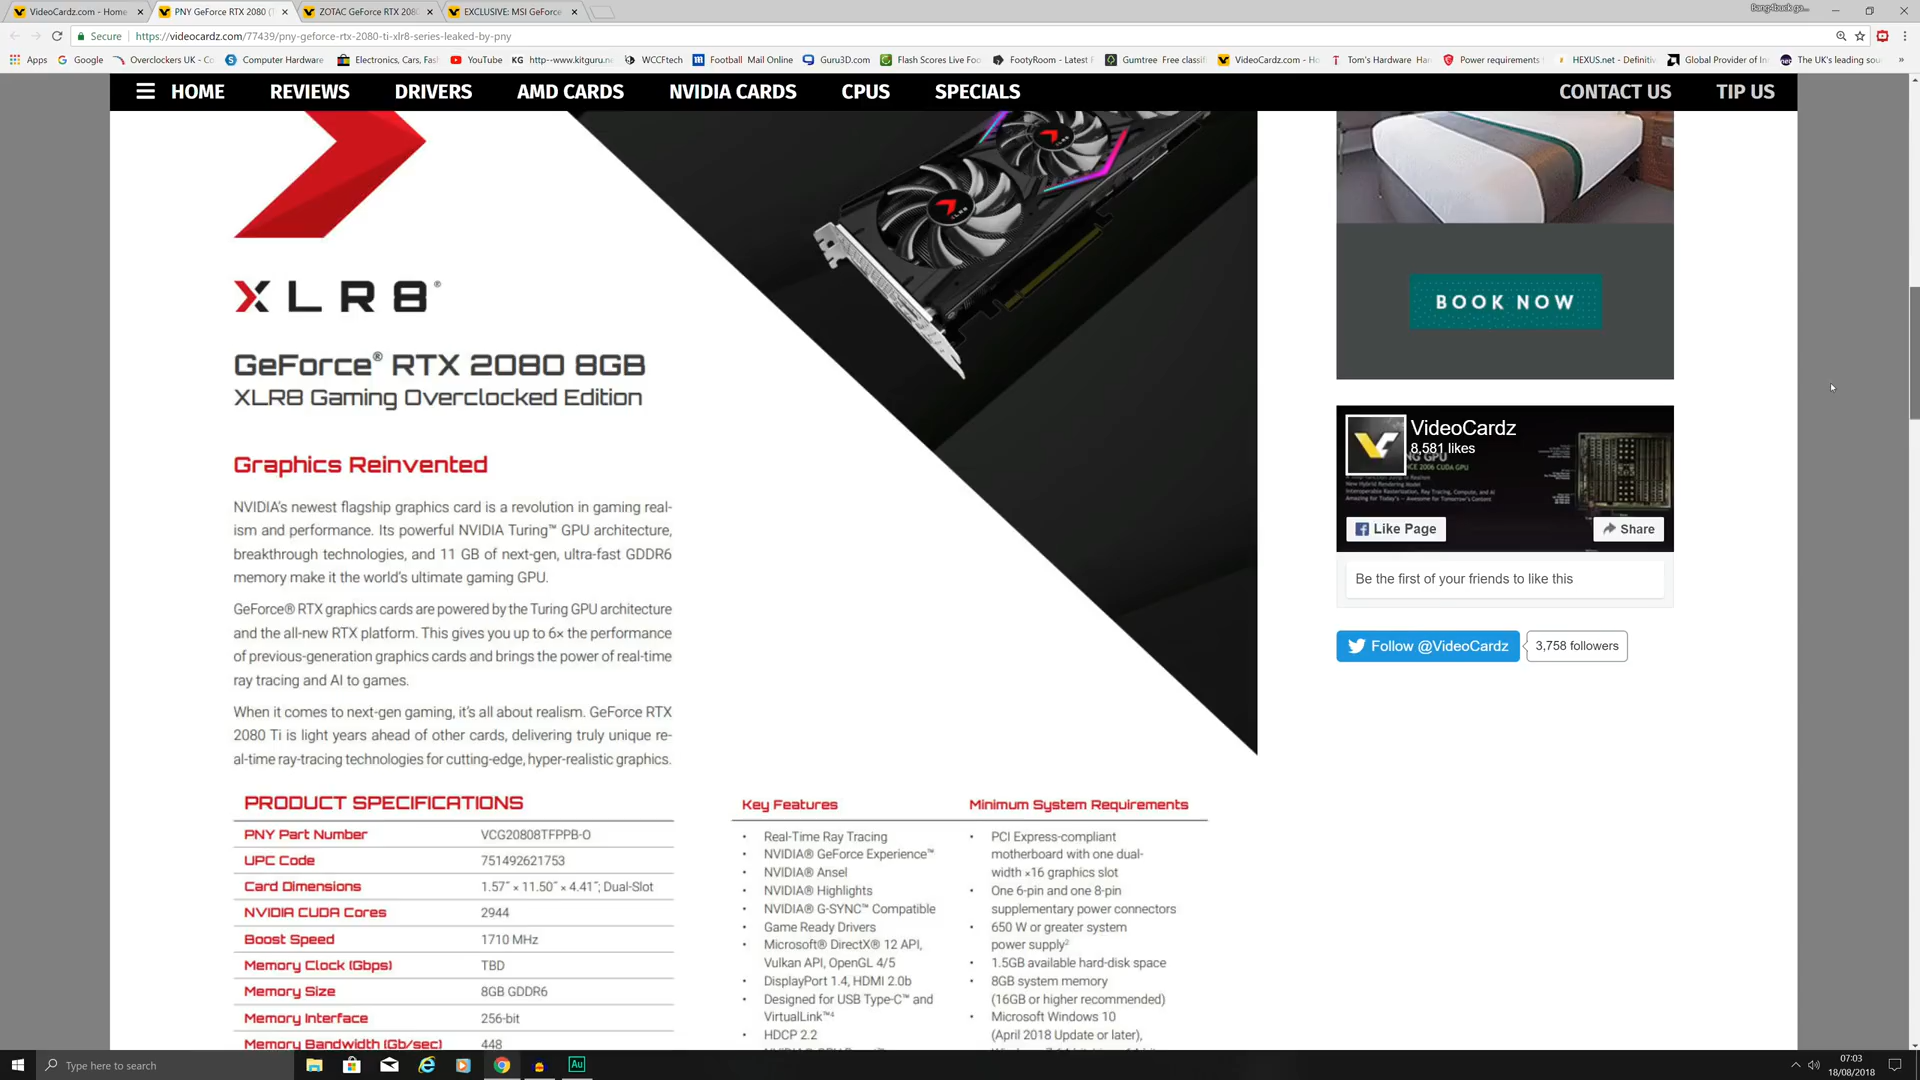 VideoCardz.com - Home
PNY GeForce RTX 2080 (T
ZOTAC GeForce RTX 208
EXCLUSIVE: MSI GeForce
Secure
https://videocardz.com/77439/pny-geforce-rtx-2080-ti-xlr8-series-leaked-by-pny
Apps
Google
Overclockers UK - Co
Computer Hardware
Electronics, Cars, Fas
YouTube
KG
http--www.kitguru.ne
WCCFtech
Football Mail Online
Guru3D.com
Flash Scores Live Foo
FootyRoom - Latest F
Gumtree Free classif
VideoCardz.com - Ho
Tom's Hardware Ha
Power requirements
HEXUS.net - Definitiv
Global Provider of In
The UK's leading sou
HOME
REVIEWS
DRIVERS
AMD CARDS
NVIDIA CARDS
CPUS
SPECIALS
CONTACT US
TIP US
XLR8®
GeForce® RTX 2080 8GB
XLR8 Gaming Overclocked Edition
Graphics Reinvented
NVIDIA's newest flagship graphics card is a revolution in gaming real-
ism and performance. Its powerful NVIDIA Turing™ GPU architecture,
breakthrough technologies, and 11 GB of next-gen, ultra-fast GDDR6
memory make it the world's ultimate gaming GPU.
GeForce® RTX graphics cards are powered by the Turing GPU architecture
and the all-new RTX platform. This gives you up to 6× the performance
of previous-generation graphics cards and brings the power of real-time
ray tracing and AI to games.
When it comes to next-gen gaming, it's all about realism. GeForce RTX
2080 Ti is light years ahead of other cards, delivering truly unique re-
al-time ray-tracing technologies for cutting-edge, hyper-realistic graphics.
PRODUCT SPECIFICATIONS
PNY Part Number VCG20808TFPPB-O
UPC Code 751492621753
Card Dimensions 1.57" × 11.50" × 4.41"; Dual-Slot
NVIDIA CUDA Cores 2944
Boost Speed 1710 MHz
Memory Clock (Gbps) TBD
Memory Size 8GB GDDR6
Memory Interface 256-bit
Memory Bandwidth (Gb/sec) 448
Key Features
• Real-Time Ray Tracing
• NVIDIA® GeForce Experience™
• NVIDIA® Ansel
• NVIDIA® Highlights
• NVIDIA® G-SYNC™ Compatible
• Game Ready Drivers
• Microsoft® DirectX® 12 API,
Vulkan API, OpenGL 4/5
• DisplayPort 1.4, HDMI 2.0b
• Designed for USB Type-C™ and
VirtualLink™⁴
• HDCP 2.2
Minimum System Requirements
• PCI Express-compliant
motherboard with one dual-
width ×16 graphics slot
• One 6-pin and one 8-pin
supplementary power connectors
• 650 W or greater system
power supply²
• 1.5GB available hard-disk space
• 8GB system memory
(16GB or higher recommended)
• Microsoft Windows 10
(April 2018 Update or later),
BOOK NOW
VideoCardz
8,581 likes
Like Page
Share
Be the first of your friends to like this
Follow @VideoCardz
3,758 followers
Type here to search
Au
07:03
18/08/2018